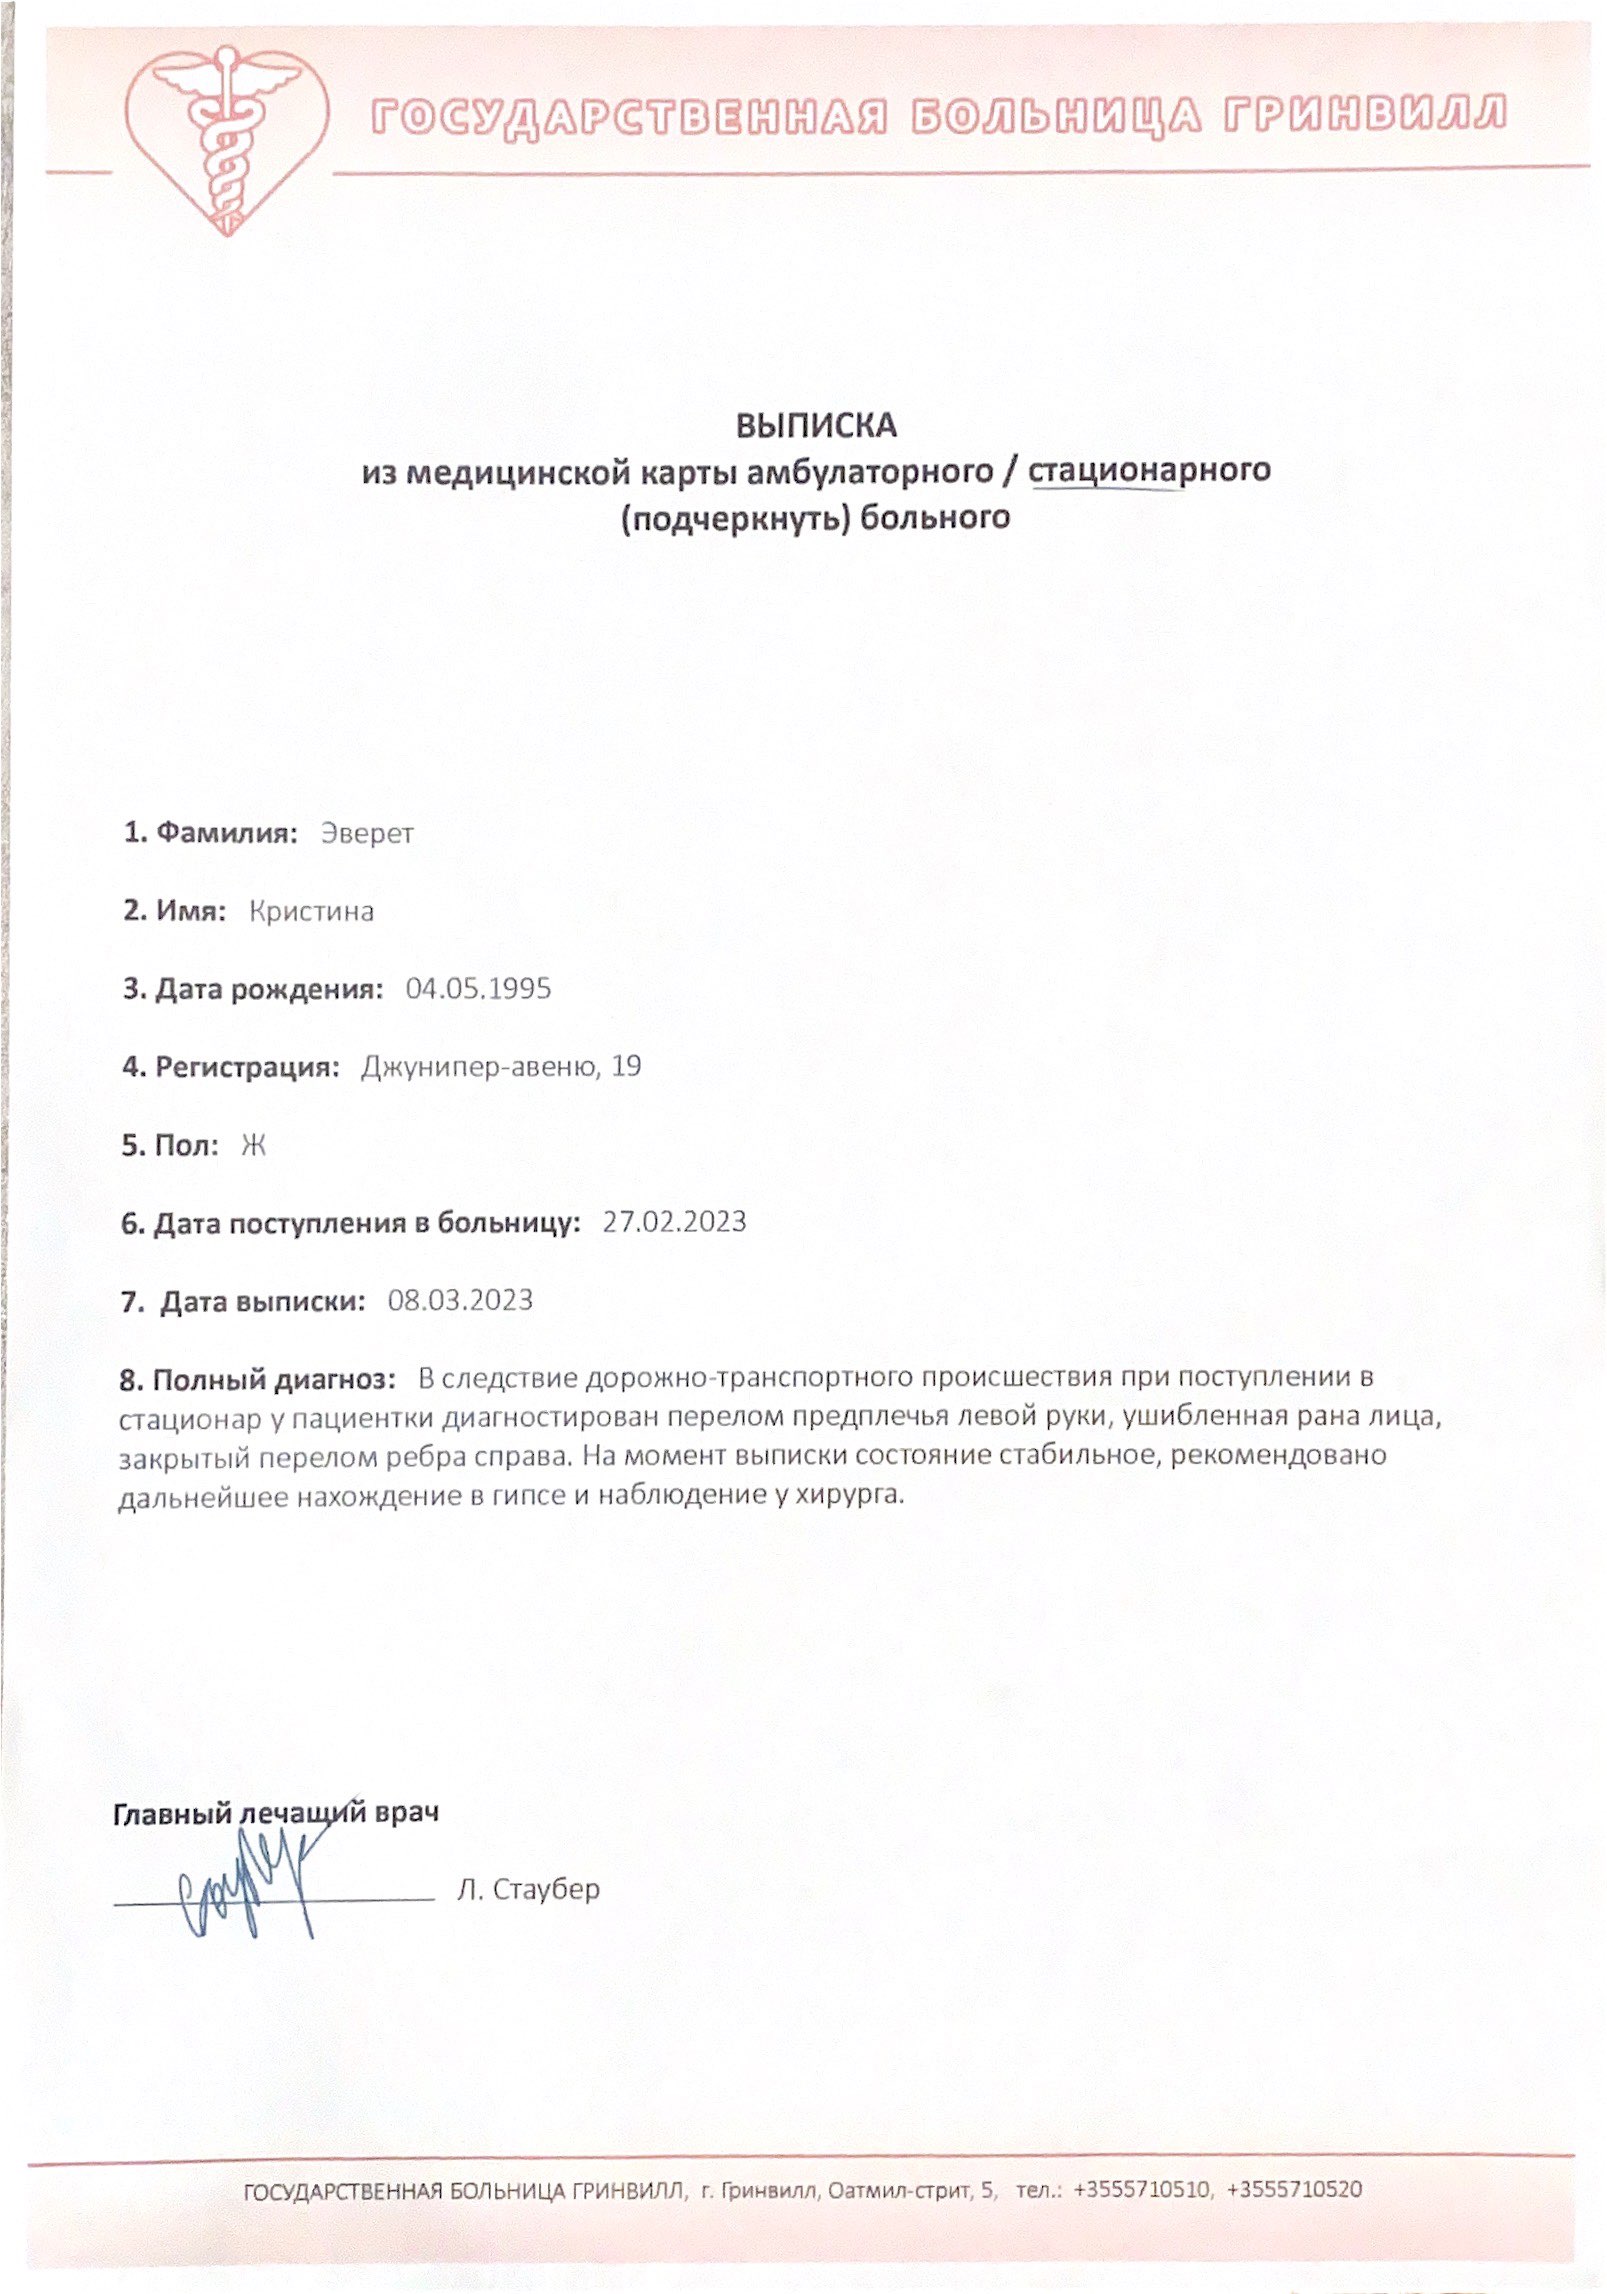 ГОСУДАРСТВЕННАЯ БОЛЬНИЦА ГРИНВИЛЛ
ВЫПИСКА
из медицинской карты амбулаторного / стационарного
(подчеркнуть) больного
1. Фамилия: Эверет
2. Имя: Кристина
3. Дата рождения: 04.05.1995
4. Регистрация: Джунипер-авеню, 19
5. Пол: Ж
6. Дата поступления в больницу: 27.02.2023
7. Дата выписки: 08.03.2023
8. Полный диагноз: В следствие дорожно-транспортного происшествия при поступлении в
стационар у пациентки диагностирован перелом предплечья левой руки, ушибленная рана лица,
закрытый перелом ребра справа. На момент выписки состояние стабильное, рекомендовано
дальнейшее нахождение в гипсе и наблюдение у хирурга.
Главный лечащий врач
Л. Стаубер
ГОСУДАРСТВЕННАЯ БОЛЬНИЦА ГРИНВИЛЛ, г. Гринвилл, Оатмил-стрит, 5, тел.: +3555710510, +3555710520